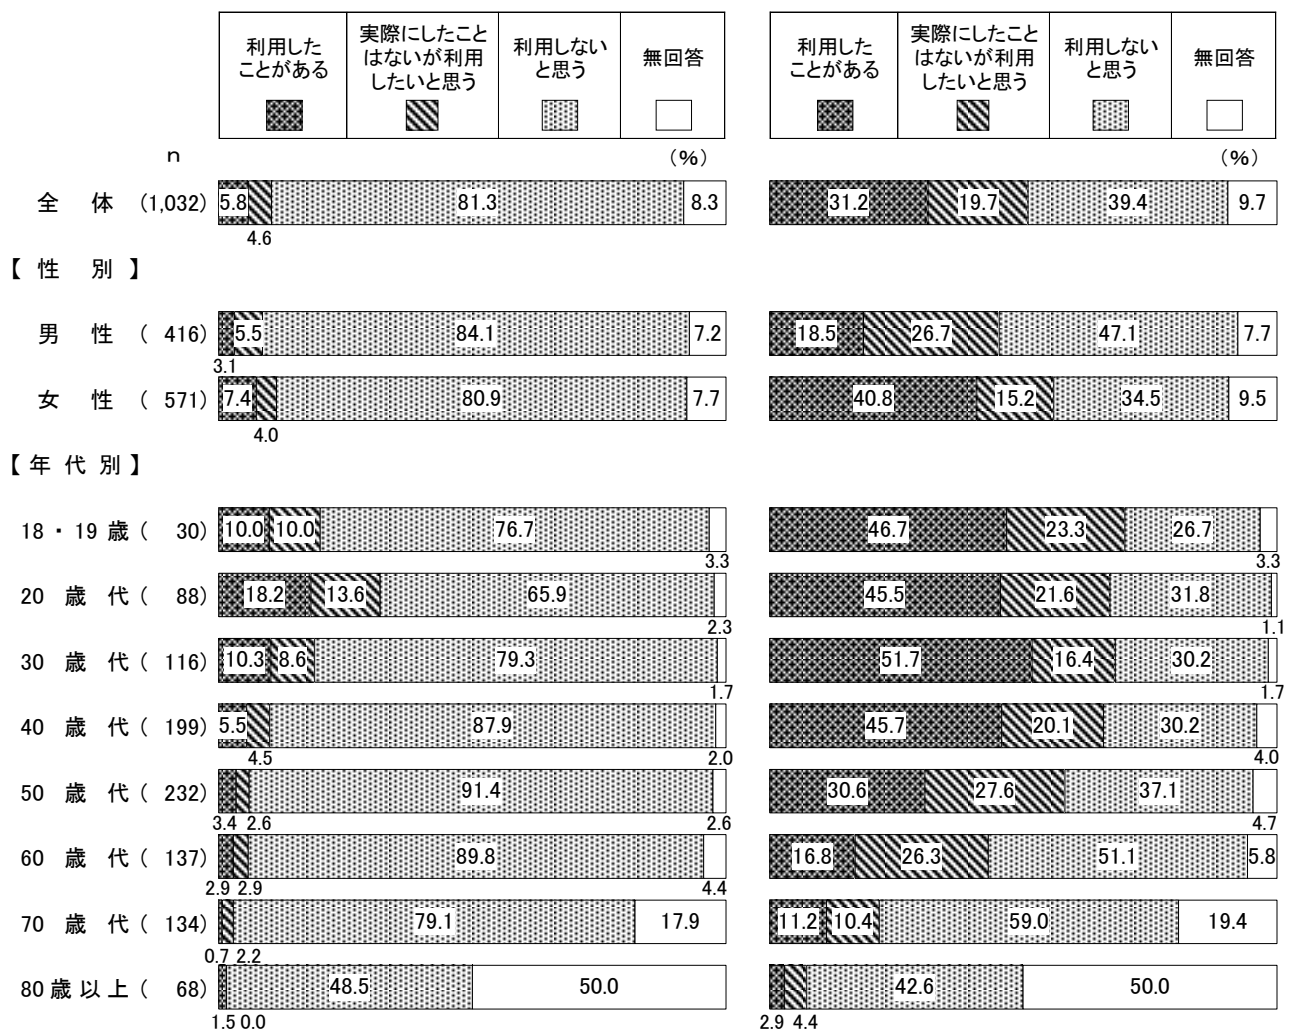 利用した
ことがある
実際にしたこと
はないが利用
したいと思う
利用しない
と思う
無回答
利用した
ことがある
実際にしたこと
はないが利用
したいと思う
利用しない
と思う
無回答
ｎ (%) (%)
全 体 (1,032) 5.8 81.3 8.3 31.2 19.7 39.4 9.7
4.6
【 性 別 】
男 性 ( 416) 5.5 84.1 7.2 18.5 26.7 47.1 7.7
3.1
女 性 ( 571) 7.4 80.9 7.7 40.8 15.2 34.5 9.5
4.0
【 年 代 別 】
18・19 歳 ( 30) 10.0 10.0 76.7 46.7 23.3 26.7
3.3 3.3
20 歳 代 ( 88) 18.2 13.6 65.9 45.5 21.6 31.8
2.3 1.1
30 歳 代 ( 116) 10.3 8.6 79.3 51.7 16.4 30.2
1.7 1.7
40 歳 代 ( 199) 5.5 87.9 45.7 20.1 30.2
4.5 2.0 4.0
50 歳 代 ( 232) 91.4 30.6 27.6 37.1
3.4 2.6 2.6 4.7
60 歳 代 ( 137) 89.8 16.8 26.3 51.1 5.8
2.9 2.9 4.4
70 歳 代 ( 134) 79.1 17.9 11.2 10.4 59.0 19.4
0.7 2.2
80 歳 以 上 ( 68) 48.5 50.0 42.6 50.0
1.5 0.0 2.9 4.4